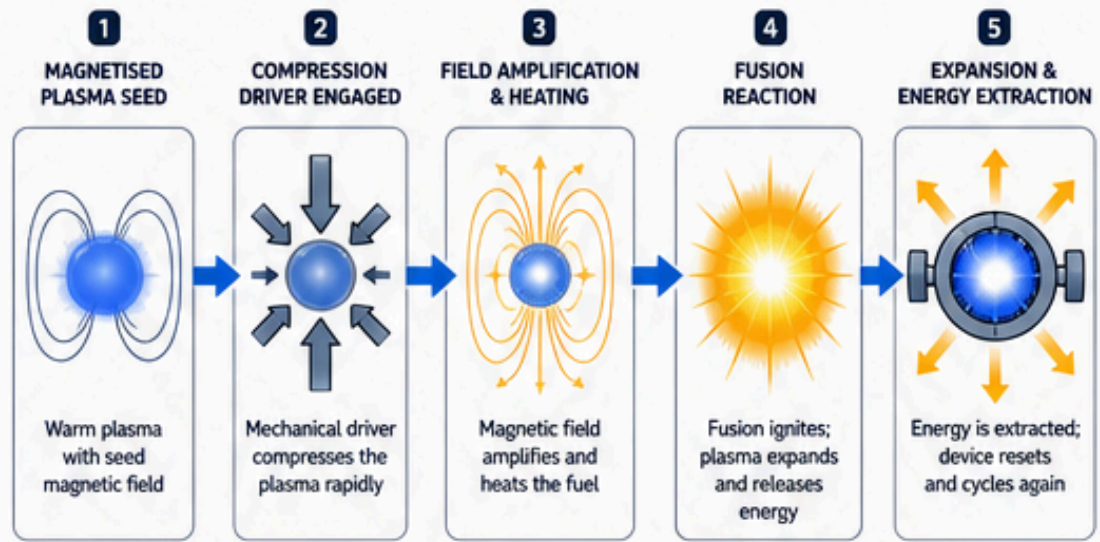 1
MAGNETISED
PLASMA SEED
Warm plasma
with seed
magnetic field
2
COMPRESSION
DRIVER ENGAGED
Mechanical driver
compresses the
plasma rapidly
3
FIELD AMPLIFICATION
& HEATING
Magnetic field
amplifies and
heats the fuel
4
FUSION
REACTION
Fusion ignites;
plasma expands
and releases
energy
5
EXPANSION &
ENERGY EXTRACTION
Energy is extracted;
device resets
and cycles again